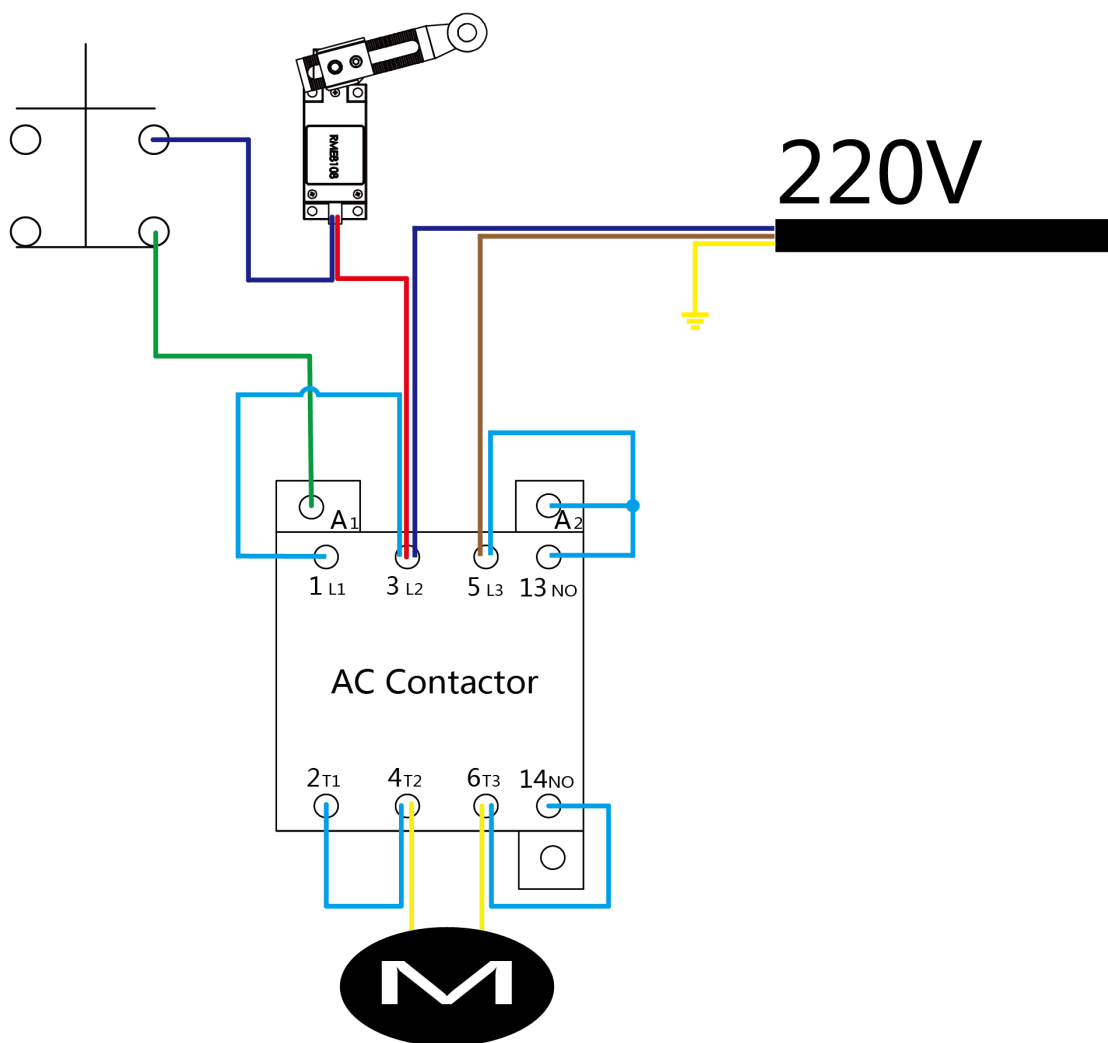 RME8108
220V
A1
A2
1 L1
3 L2
5 L3
13 NO
AC Contactor
2T1
4T2
6T3
14NO
M